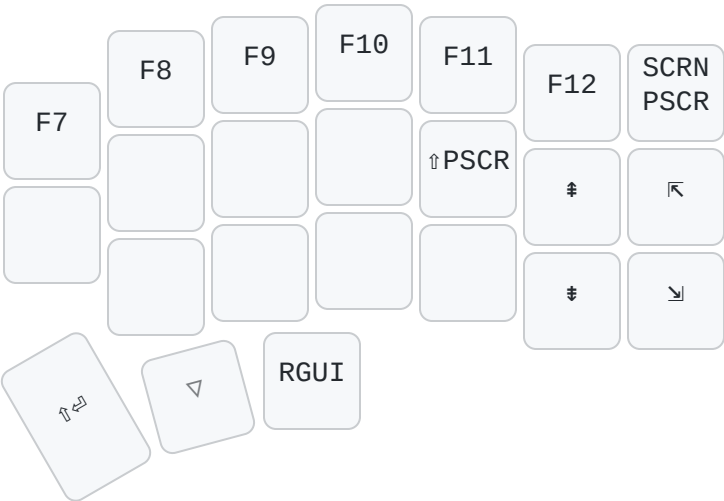 F7
F8
F9
F10
F11
F12
SCRN
PSCR
⇧PSCR
⇞
⇱
⇟
⇲
⇧⏎
▽
RGUI